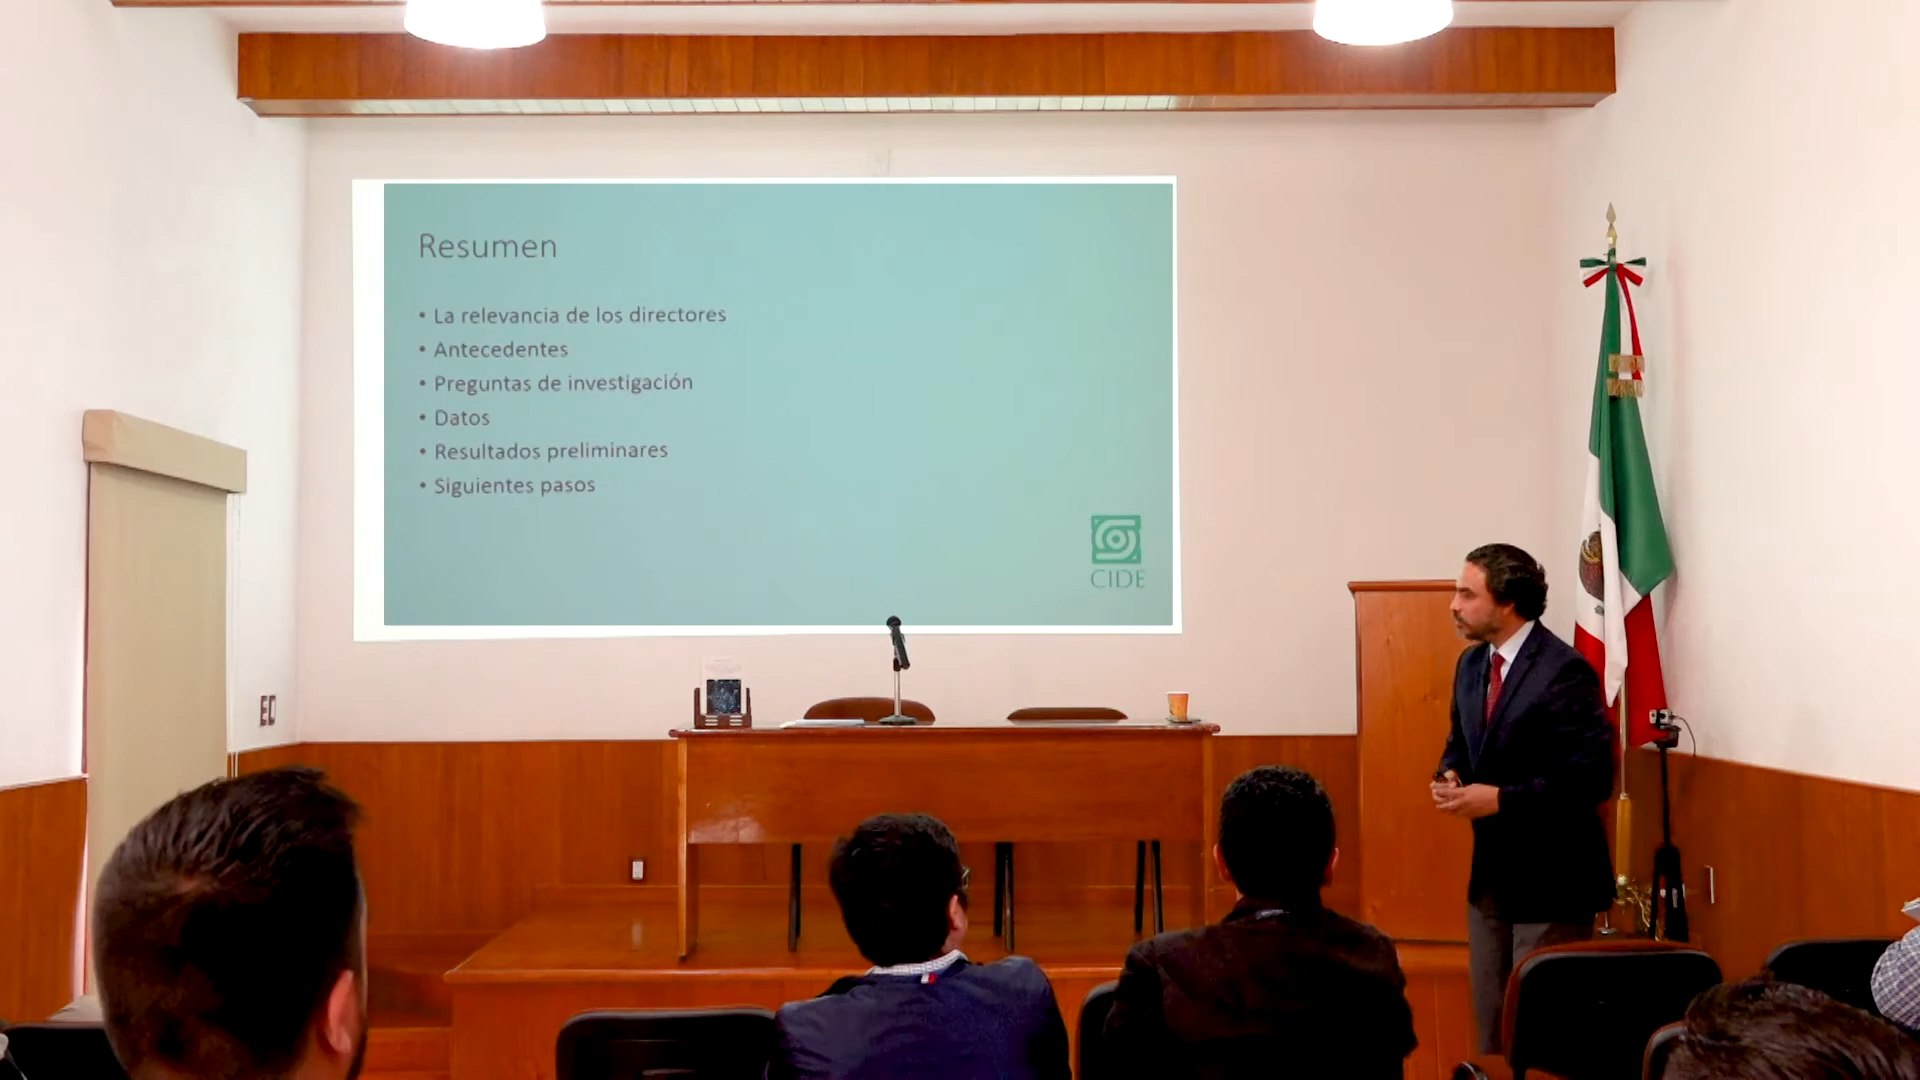 Resumen
• La relevancia de los directores
• Antecedentes
• Preguntas de investigación
• Datos
• Resultados preliminares
• Siguientes pasos
CIDE